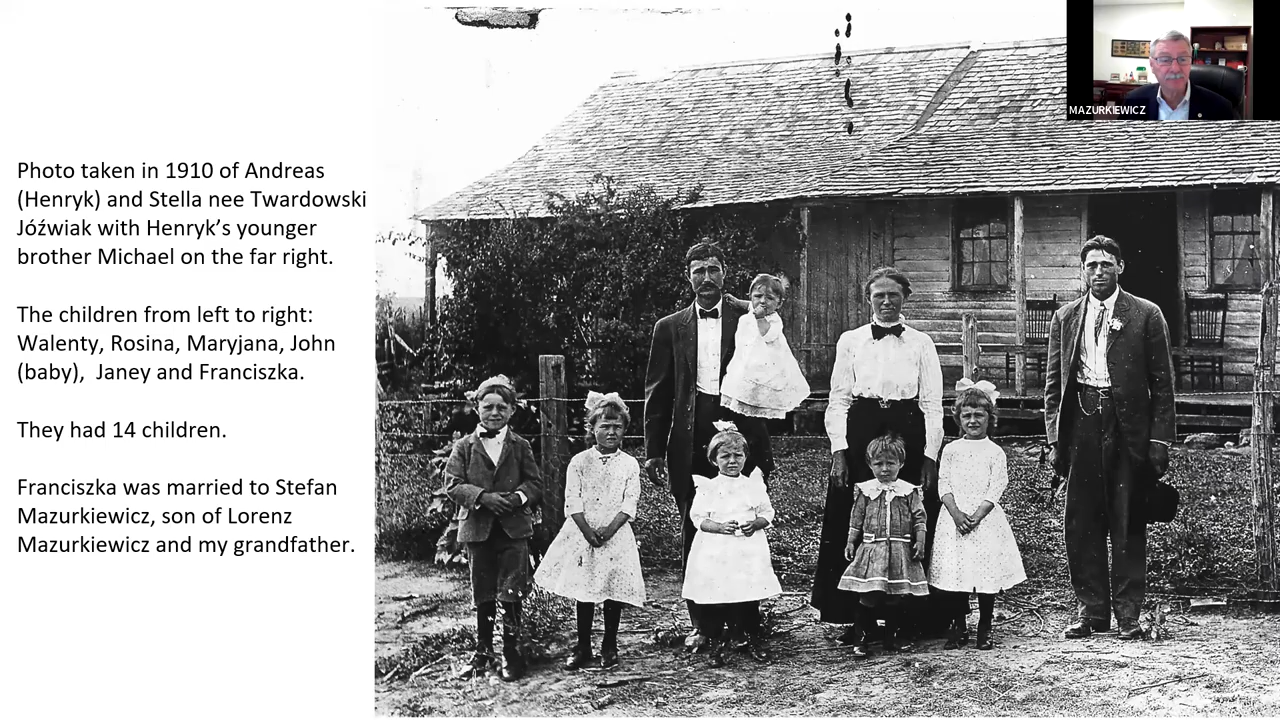 Photo taken in 1910 of Andreas
(Henryk) and Stella nee Twardowski
Jóźwiak with Henryk’s younger
brother Michael on the far right.
The children from left to right:
Walenty, Rosina, Maryjana, John
(baby),  Janey and Franciszka.
They had 14 children.
Franciszka was married to Stefan
Mazurkiewicz, son of Lorenz
Mazurkiewicz and my grandfather.
MAZURKIEWICZ